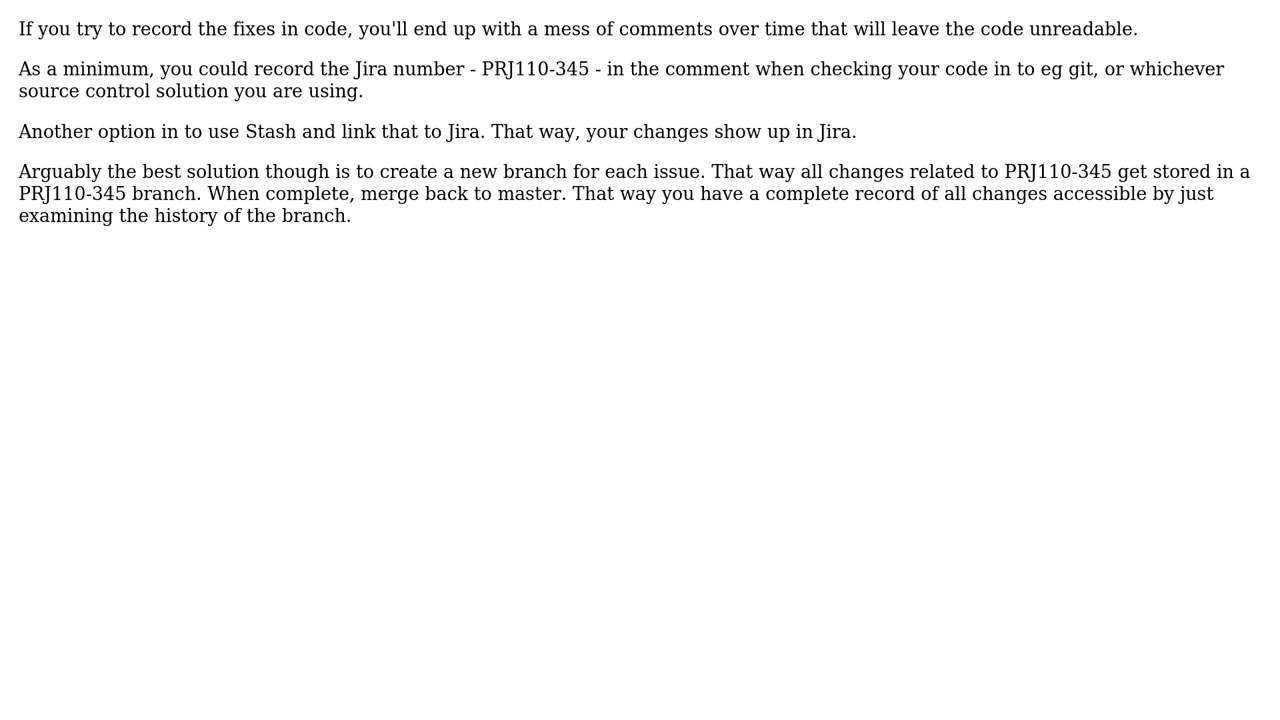 If you try to record the fixes in code, you'll end up with a mess of comments over time that will leave the code unreadable.
As a minimum, you could record the Jira number - PRJ110-345 - in the comment when checking your code in to eg git, or whichever
source control solution you are using.
Another option in to use Stash and link that to Jira. That way, your changes show up in Jira.
Arguably the best solution though is to create a new branch for each issue. That way all changes related to PRJ110-345 get stored in a
PRJ110-345 branch. When complete, merge back to master. That way you have a complete record of all changes accessible by just
examining the history of the branch.